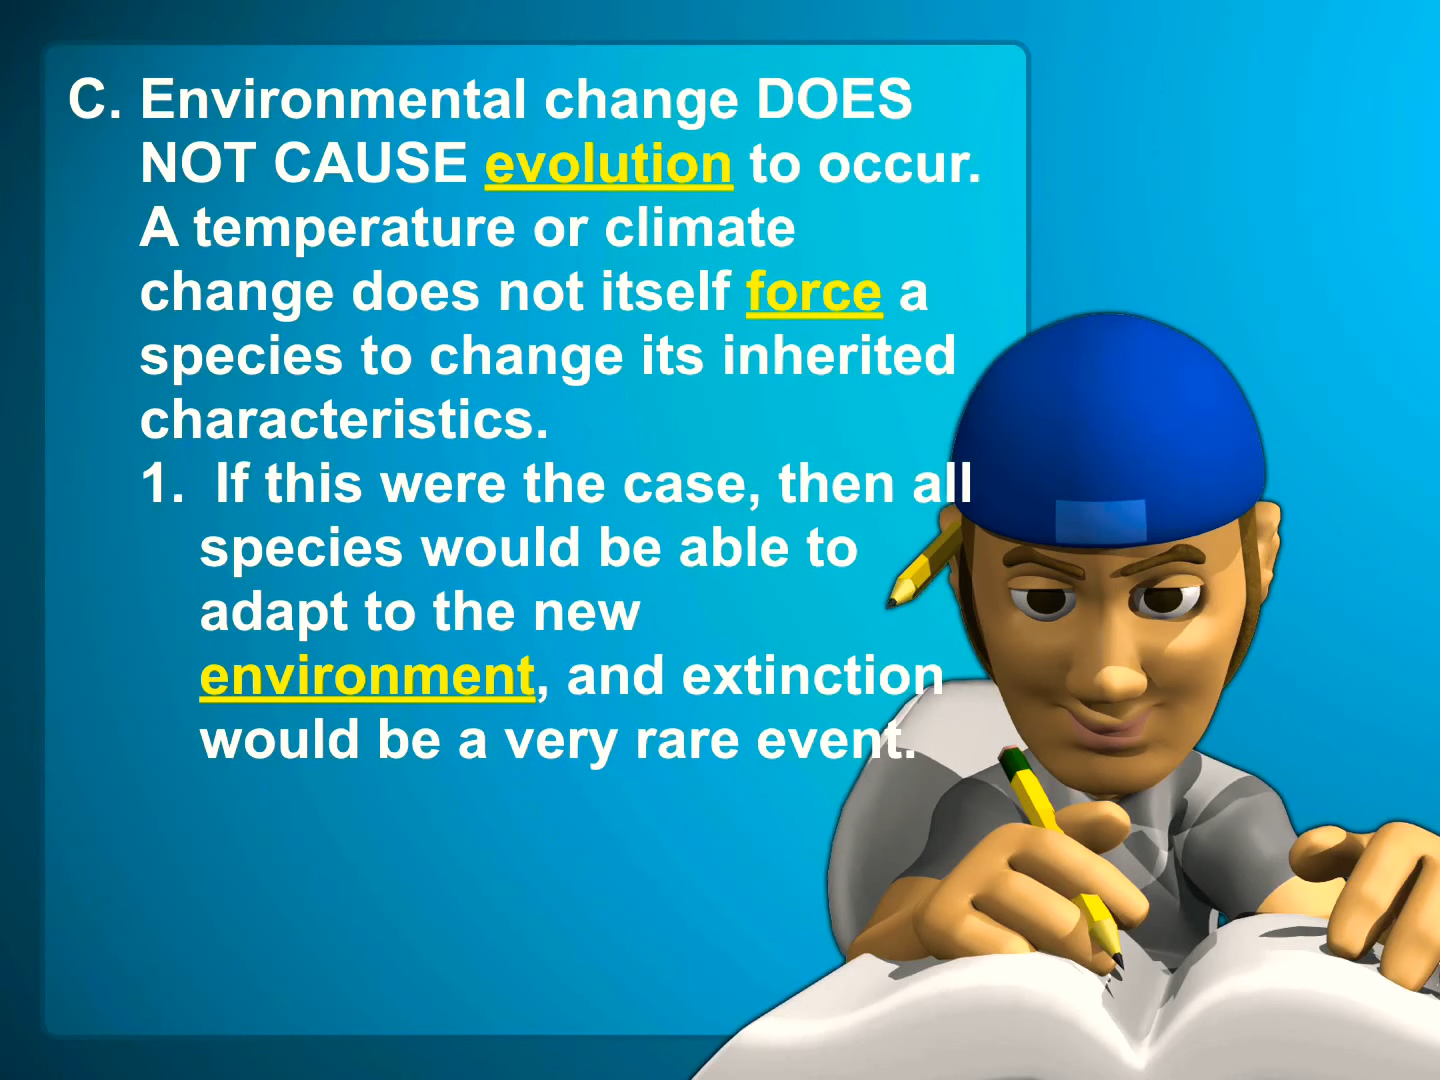 C. Environmental change DOES
NOT CAUSE evolution to occur.
A temperature or climate
change does not itself force a
species to change its inherited
characteristics.
1. If this were the case, then all
species would be able to
adapt to the new
environment, and extinction
would be a very rare event.